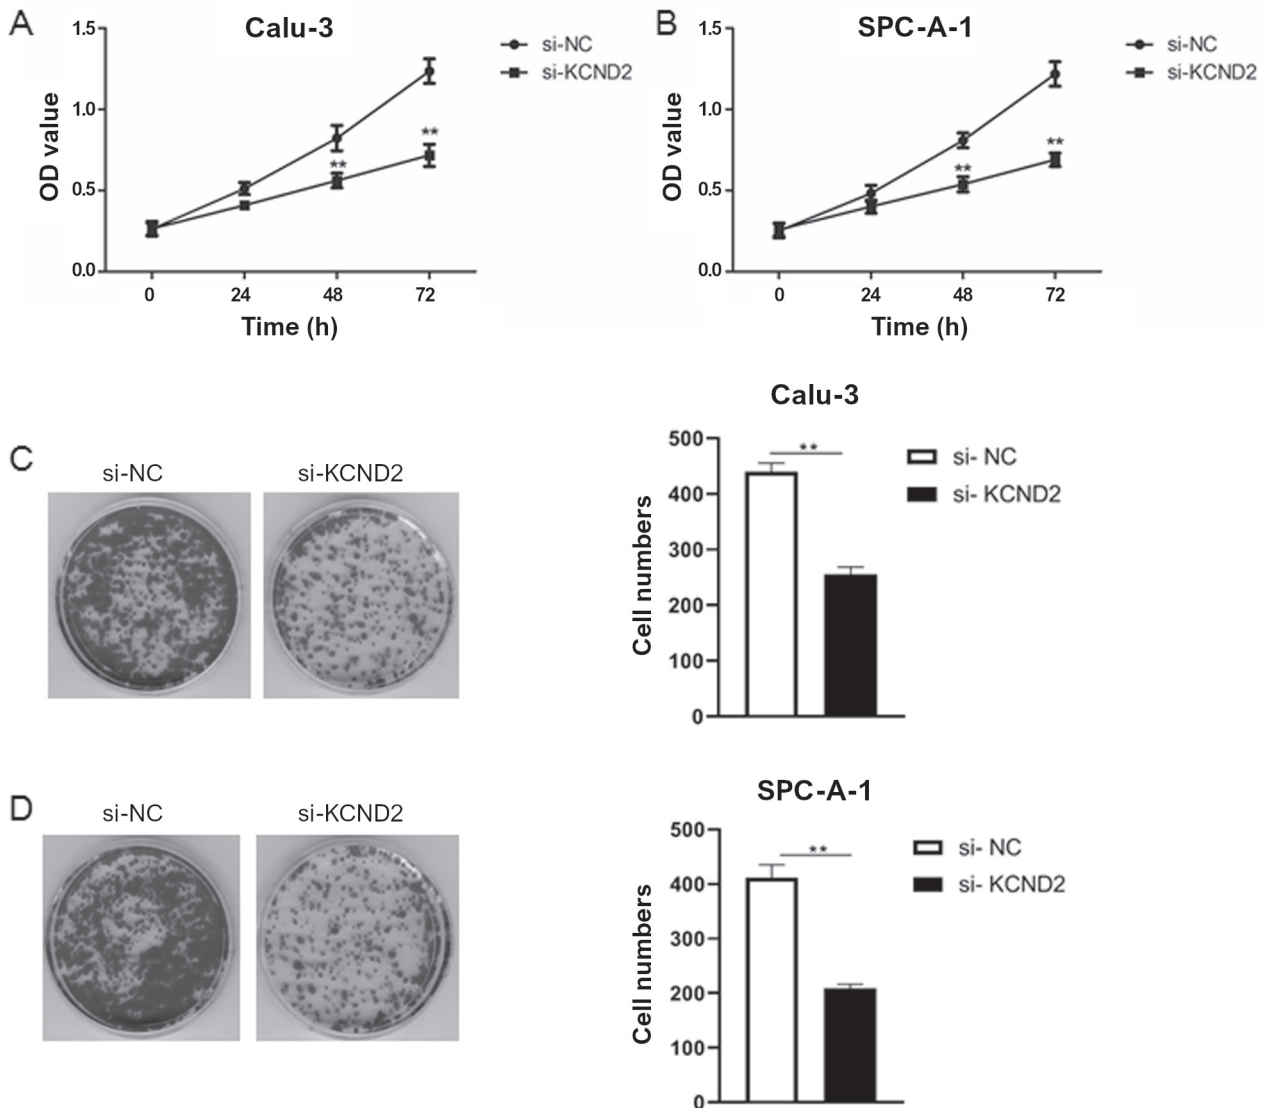 A
Calu-3
1.5
1.0
0.5
0.0
OD value
0 24 48 72
Time (h)
si-NC
si-KCND2
**
**
B
SPC-A-1
1.5
1.0
0.5
0.0
OD value
0 24 48 72
Time (h)
si-NC
si-KCND2
**
**
C
si-NC si-KCND2
Calu-3
500
400
300
200
100
0
Cell numbers
**
si- NC
si- KCND2
D
si-NC si-KCND2
SPC-A-1
500
400
300
200
100
0
Cell numbers
**
si- NC
si- KCND2